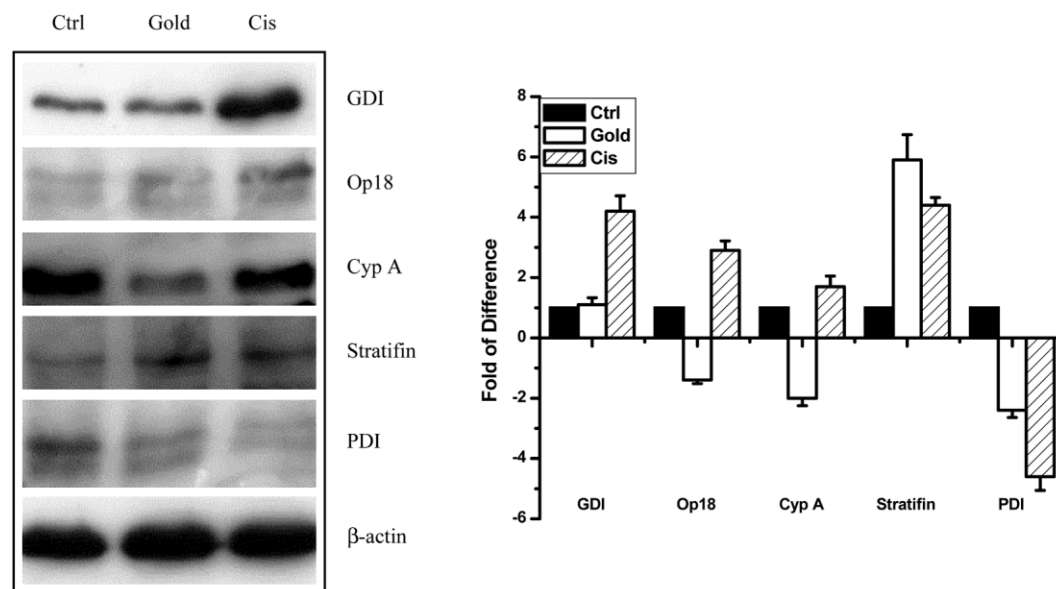 Ctrl Gold Cis
GDI
Op18
Cyp A
Stratifin
PDI
β-actin
8
6
4
2
0
-2
-4
-6
Fold of Difference
Ctrl
Gold
Cis
GDI Op18 Cyp A Stratifin PDI